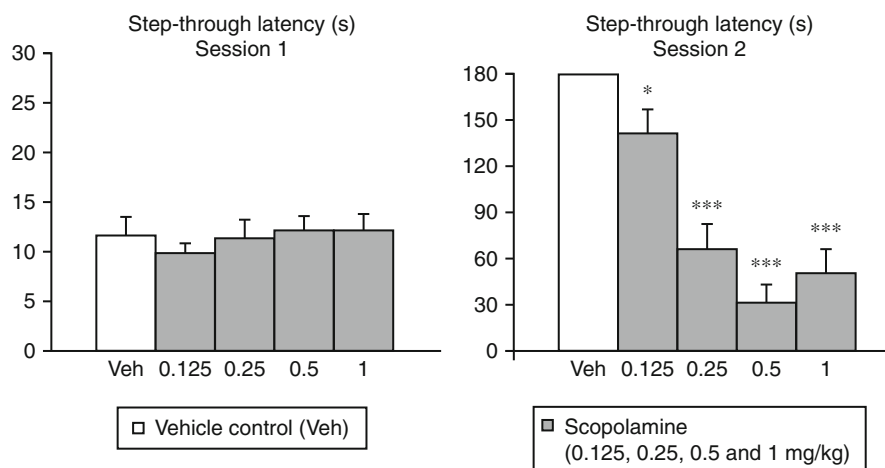 Step-through latency (s)
Session 1
30
25
20
15
10
5
0
Veh 0.125 0.25 0.5 1
Vehicle control (Veh)
Step-through latency (s)
Session 2
180
150
120
90
60
30
0
*
***
***
***
Veh 0.125 0.25 0.5 1
Scopolamine
(0.125, 0.25, 0.5 and 1 mg/kg)